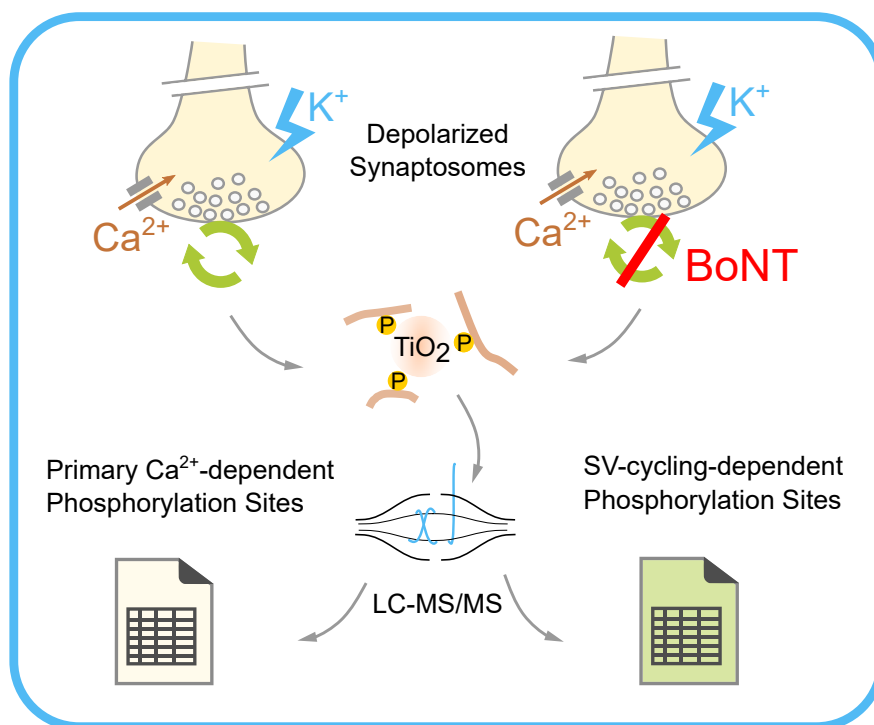 K⁺
Depolarized
Synaptosomes
Ca²⁺
K⁺
Ca²⁺
BoNT
P
TiO₂
P
P
Primary Ca²⁺-dependent
Phosphorylation Sites
SV-cycling-dependent
Phosphorylation Sites
LC-MS/MS